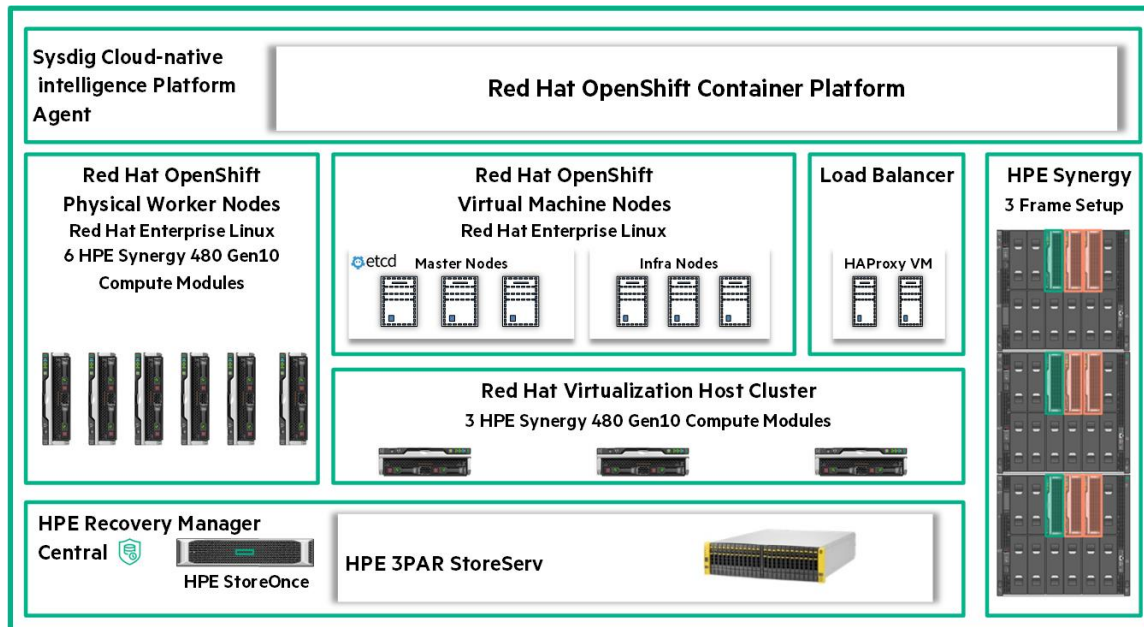 Sysdig Cloud-native
intelligence Platform
Agent
Red Hat OpenShift Container Platform
Red Hat OpenShift
Physical Worker Nodes
Red Hat Enterprise Linux
6 HPE Synergy 480 Gen10
Compute Modules
Red Hat OpenShift
Virtual Machine Nodes
Red Hat Enterprise Linux
etcd
Master Nodes
Infra Nodes
Load Balancer
HAProxy VM
HPE Synergy
3 Frame Setup
Red Hat Virtualization Host Cluster
3 HPE Synergy 480 Gen10 Compute Modules
HPE Recovery Manager
Central
HPE StoreOnce
HPE 3PAR StoreServ